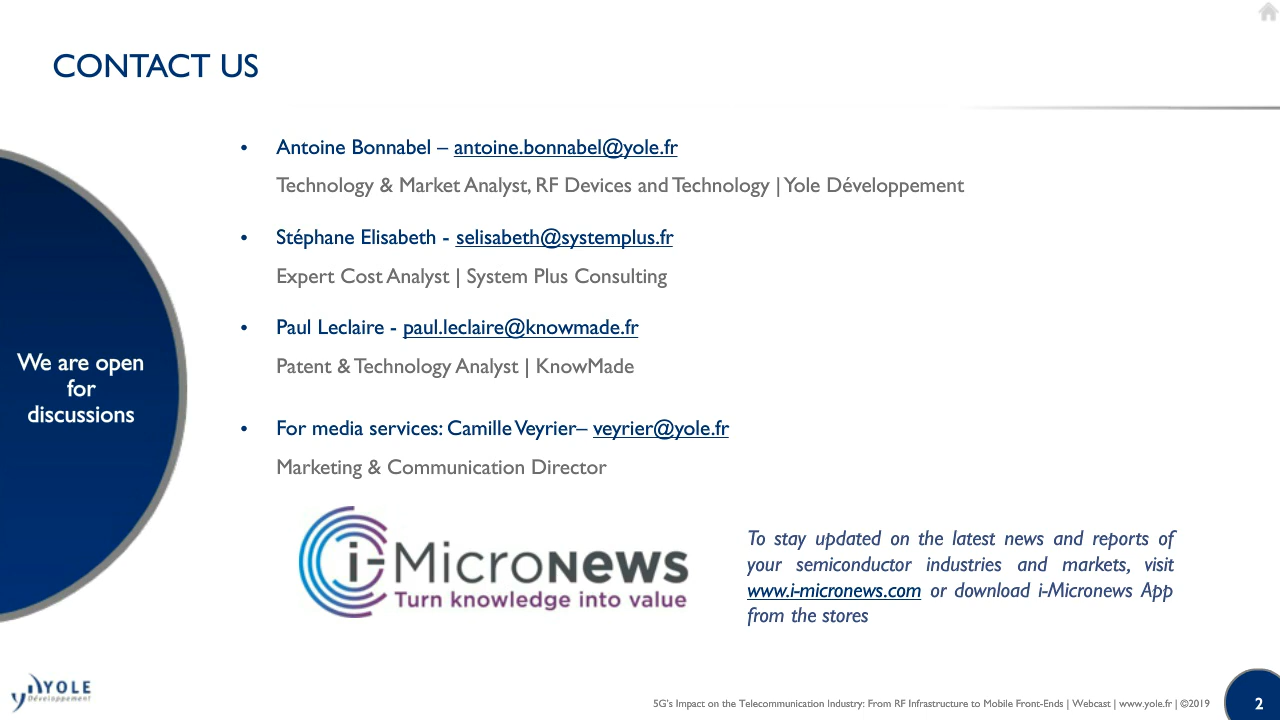 CONTACT US
• Antoine Bonnabel – antoine.bonnabel@yole.fr
Technology & Market Analyst, RF Devices and Technology | Yole Développement
• Stéphane Elisabeth - selisabeth@systemplus.fr
Expert Cost Analyst | System Plus Consulting
• Paul Leclaire - paul.leclaire@knowmade.fr
Patent & Technology Analyst | KnowMade
• For media services: Camille Veyrier– veyrier@yole.fr
Marketing & Communication Director
We are open
for
discussions
i-Micronews
Turn knowledge into value
To stay updated on the latest news and reports of
your semiconductor industries and markets, visit
www.i-micronews.com or download i-Micronews App
from the stores
YOLE
Développement
5G's Impact on the Telecommunication Industry: From RF Infrastructure to Mobile Front-Ends | Webcast | www.yole.fr | ©2019
2